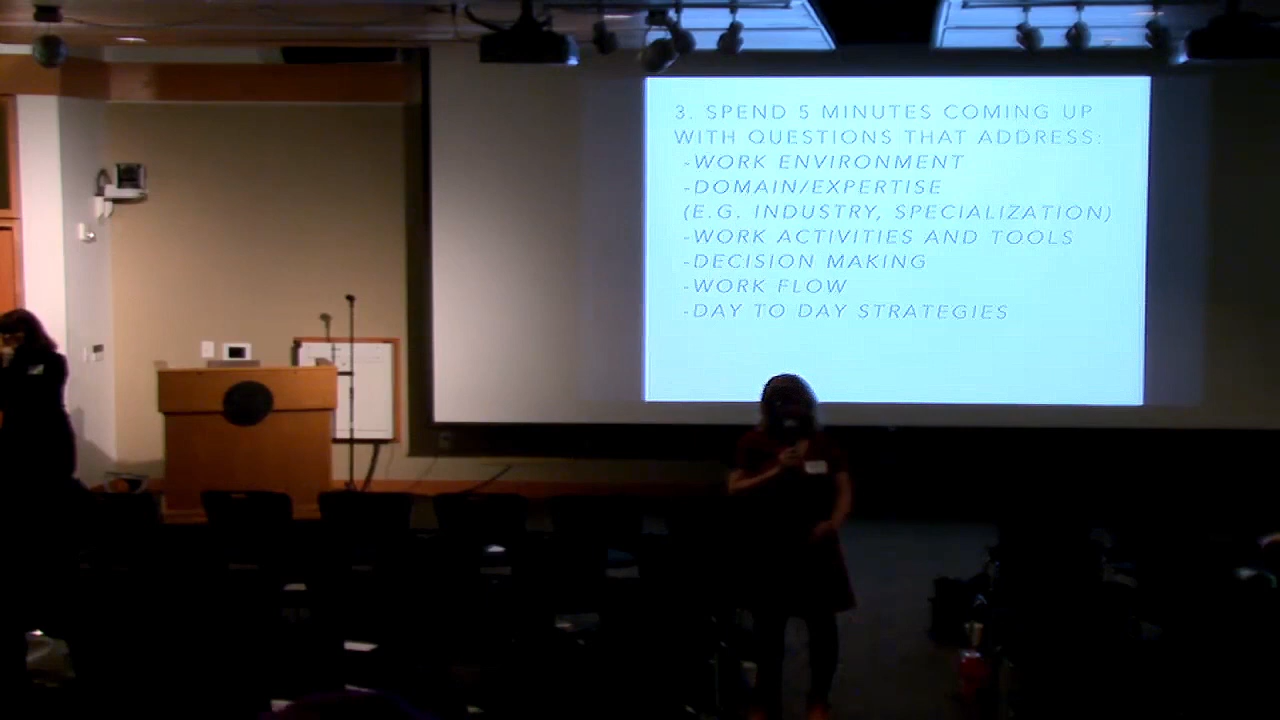 3. SPEND 5 MINUTES COMING UP
WITH QUESTIONS THAT ADDRESS:
-WORK ENVIRONMENT
-DOMAIN/EXPERTISE
(E.G. INDUSTRY, SPECIALIZATION)
-WORK ACTIVITIES AND TOOLS
-DECISION MAKING
-WORK FLOW
-DAY TO DAY STRATEGIES